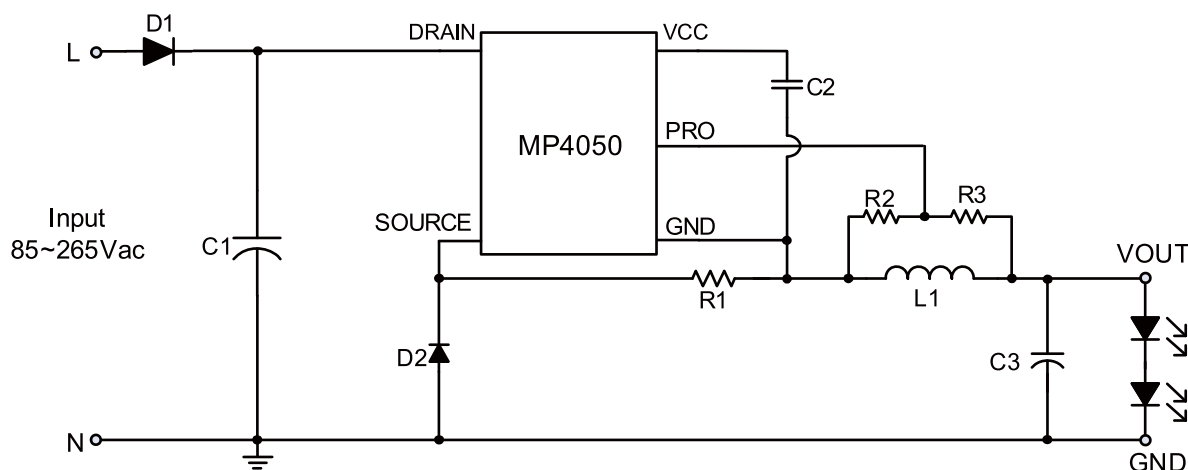 D1
L
DRAIN
VCC
C2
MP4050
PRO
R2
R3
Input
85~265Vac
C1
SOURCE
GND
VOUT
R1
L1
D2
C3
N
GND